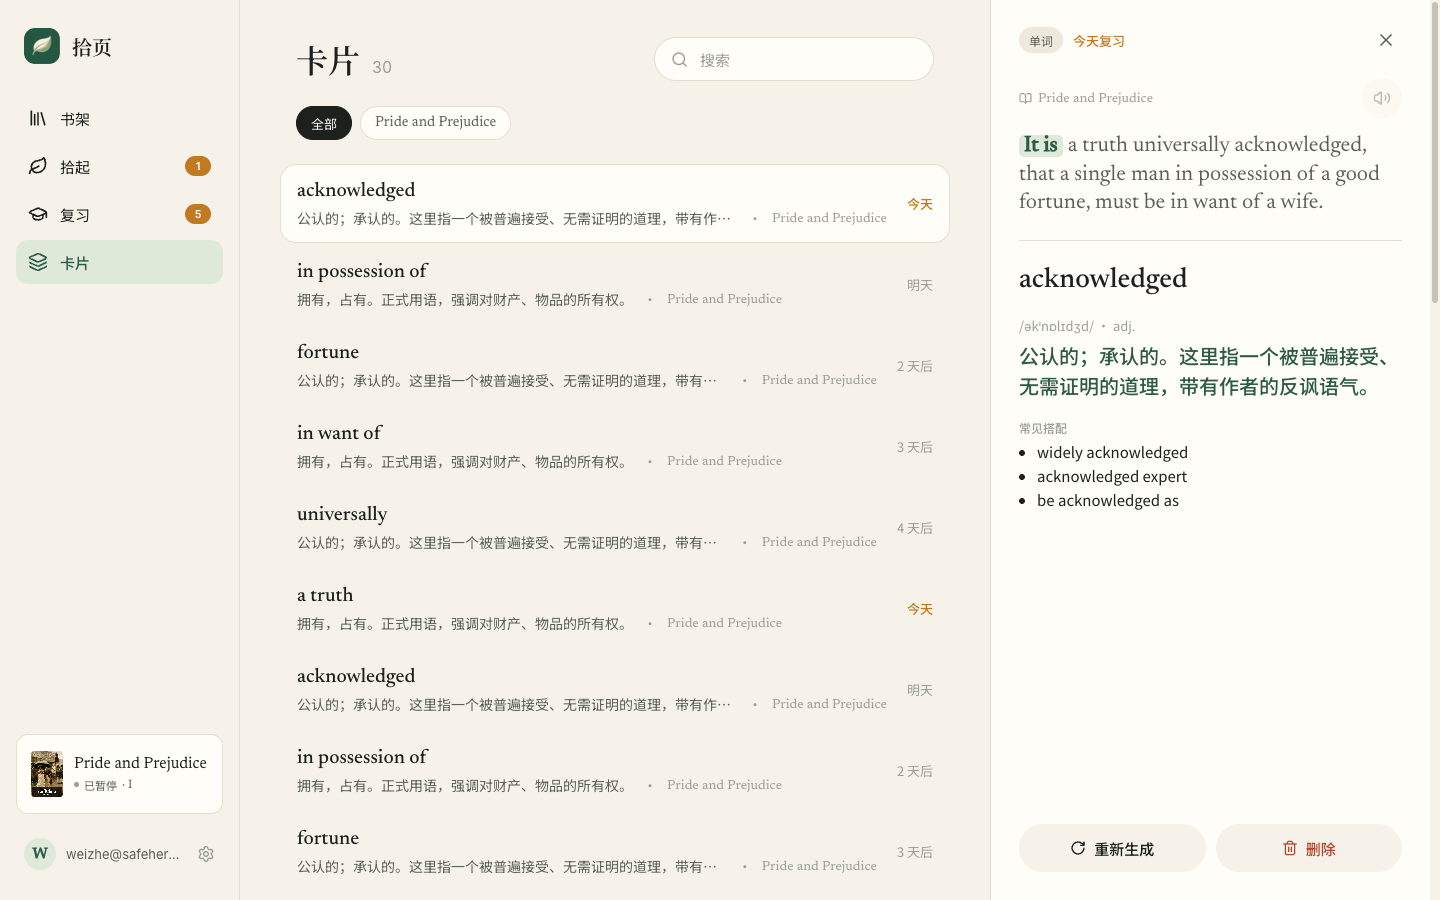 拾页
书架
拾起 1
复习 5
卡片
Pride and Prejudice
已暂停 · I
W weizhe@safeher...
卡片 30
搜索
全部 Pride and Prejudice
acknowledged
公认的；承认的。这里指一个被普遍接受、无需证明的道理，带有作… • Pride and Prejudice
今天
in possession of
拥有，占有。正式用语，强调对财产、物品的所有权。 • Pride and Prejudice
明天
fortune
公认的；承认的。这里指一个被普遍接受、无需证明的道理，带有… • Pride and Prejudice
2 天后
in want of
拥有，占有。正式用语，强调对财产、物品的所有权。 • Pride and Prejudice
3 天后
universally
公认的；承认的。这里指一个被普遍接受、无需证明的道理，带有… • Pride and Prejudice
4 天后
a truth
拥有，占有。正式用语，强调对财产、物品的所有权。 • Pride and Prejudice
今天
acknowledged
公认的；承认的。这里指一个被普遍接受、无需证明的道理，带有作… • Pride and Prejudice
明天
in possession of
拥有，占有。正式用语，强调对财产、物品的所有权。 • Pride and Prejudice
2 天后
fortune
公认的；承认的。这里指一个被普遍接受、无需证明的道理，带有… • Pride and Prejudice
3 天后
单词 今天复习
Pride and Prejudice
It is a truth universally acknowledged,
that a single man in possession of a good
fortune, must be in want of a wife.
acknowledged
/əkˈnɒlɪdʒd/ • adj.
公认的；承认的。这里指一个被普遍接受、
无需证明的道理，带有作者的反讽语气。
常见搭配
• widely acknowledged
• acknowledged expert
• be acknowledged as
重新生成 删除